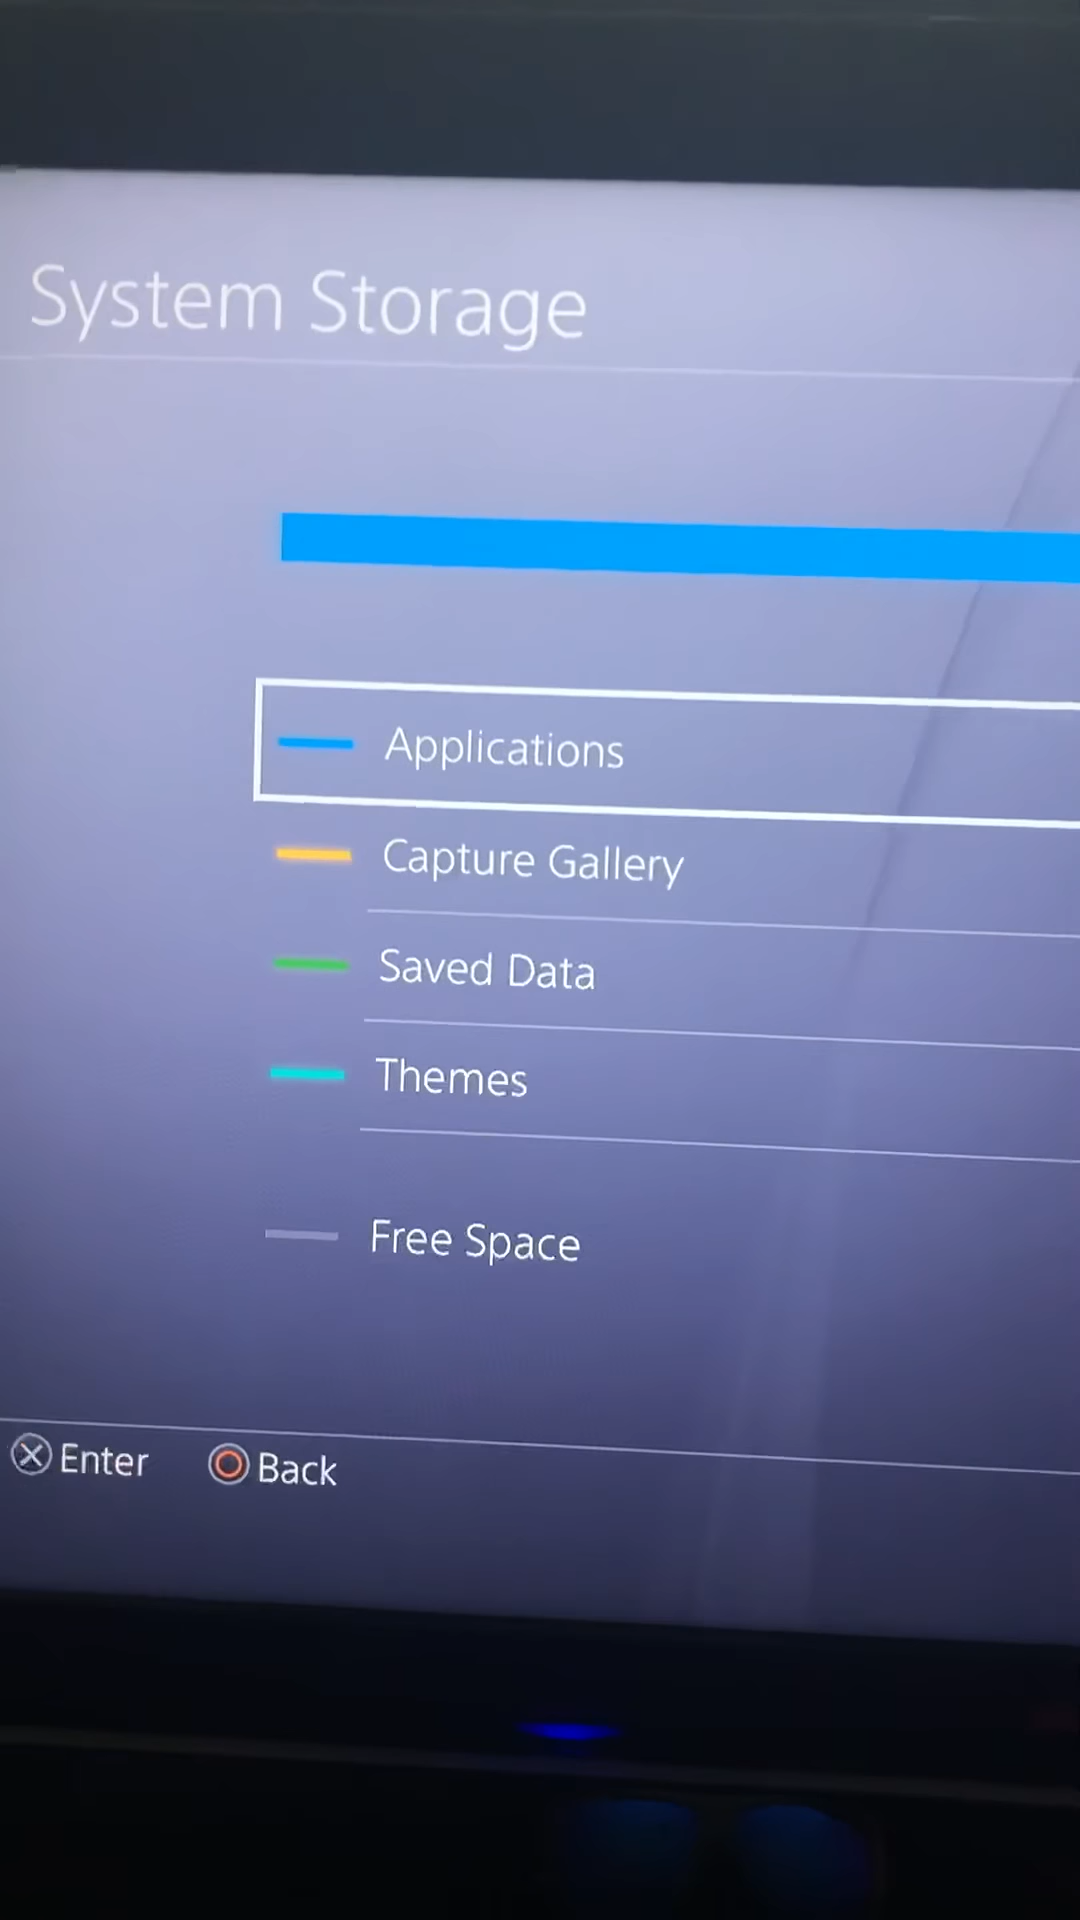 System Storage
Applications
Capture Gallery
Saved Data
Themes
Free Space
Enter Back